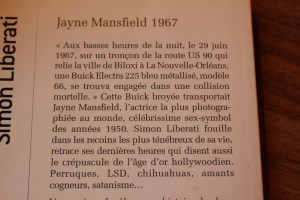 Simon Liberati
Jayne Mansfield 1967
« Aux basses heures de la nuit, le 29 juin
1967, sur un tronçon de la route US 90 qui
relie la ville de Biloxi à La Nouvelle-Orléans,
une Buick Electra 225 bleu métallisé, modèle
66, se trouva engagée dans une collision
mortelle. » Cette Buick broyée transportait
Jayne Mansfield, l'actrice la plus photogra-
phiée au monde, célébrissime sex-symbol
des années 1950. Simon Liberati fouille
dans les recoins les plus ténébreux de sa vie,
retrace ses dernières heures qui disent aussi
le crépuscule de l'âge d'or hollywoodien.
Perruques, LSD, chihuahuas, amants
cogneurs, satanisme…